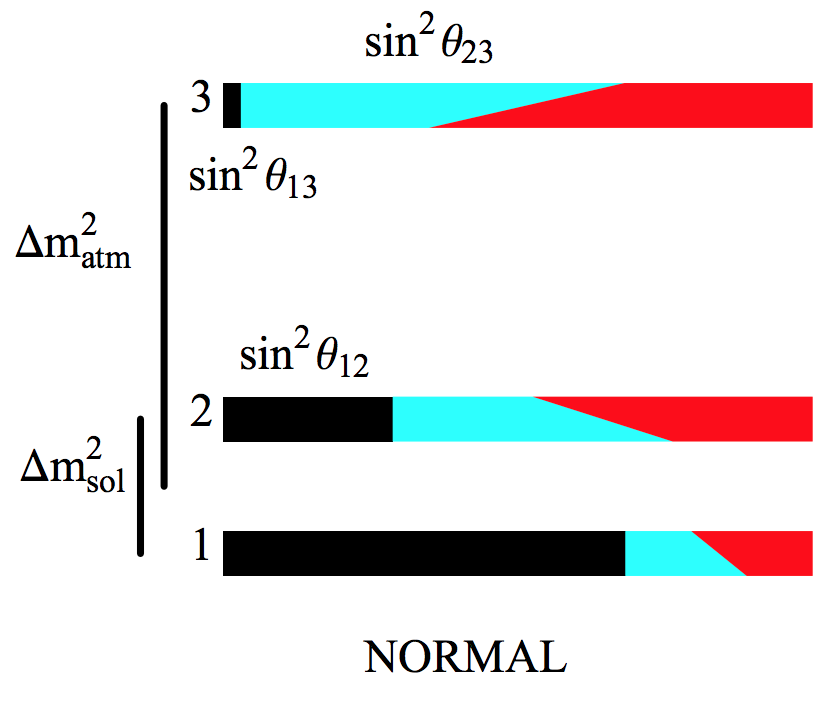 sin² θ₂₃
3
sin² θ₁₃
Δm²atm
sin² θ₁₂
2
Δm²sol
1
NORMAL